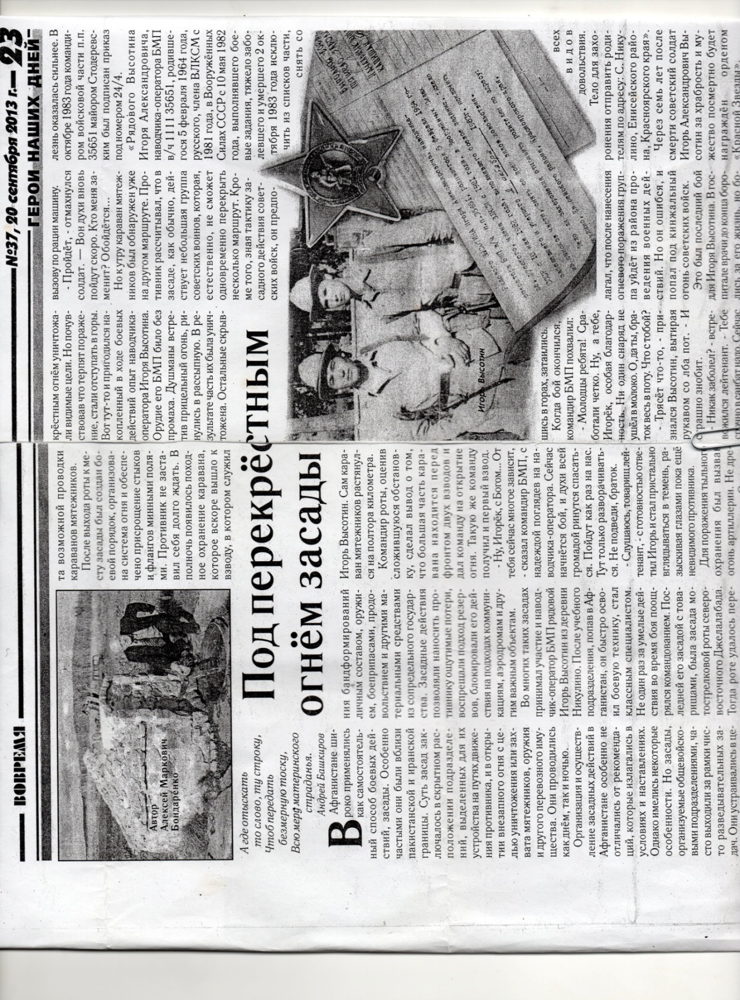 ВОВРЕМЯ
№37, 20 сентября 2013 г. — 23
ГЕРОИ НАШИХ ДНЕЙ
Автор
Алексей Маркович
Бондаренко
Под перекрёстным
огнём засады
А где отыскать
то слово, ту строку,
Чтоб передать
безмерную тоску,
Всю меру материнского
страданья.
Андрей Башкиров
В Афганистане ши-
роко применялись
как самостоятель-
ный способ боевых дей-
ствий, засады. Особенно
частыми они были вблизи
пакистанской и иранской
границы. Суть засад зак-
лючалось в скрытном рас-
положении подразделе-
ний, выделенных для их
устройства на путях движе-
ния противника, и в откры-
тии внезапного огня с це-
лью уничтожения или зах-
вата мятежников, оружия
и другого перевозного иму-
щества. Они проводились
как днём, так и ночью.
Организация и осуществ-
ление засадных действий в
Афганистане особенно не
отличались от рекоменда-
ций, которые излагались в
условиях и наставлениях.
Однако имелись некоторые
особенности. Но засады,
организуемые общевойско-
выми подразделениями, ча-
сто выходили за рамки чис-
то разведывательных за-
дач. Они устраивались в це-
ния бандформирований
личным составом, оружи-
ем, боеприпасами, продо-
вольствием и другими ма-
териальными средствами
из сопредельного государ-
ства. Засадные действия
позволяли наносить про-
тивнику ощутимые потери,
воспрещали подход резер-
вов, блокировали его дей-
ствия на подходах коммуни-
кациям, аэродромам и дру-
гим важным объектам.
Во многих таких засадах
принимал участие и навод-
чик-оператор БМП рядовой
Игорь Высотин из деревни
Никулино. После учебного
подразделения, попав в Аф-
ганистан, он быстро осво-
ил боевую технику, стал
классным специалистом.
Не один раз за умелые дей-
ствия во время боя поощ-
рялся командованием. Пос-
ледней его засадой с това-
рищами, была засада мо-
тострелковой роты северо-
восточного Джелалабада.
Тогда роте удалось пере-
та возможной проводки
караванов мятежников.
После выхода роты к ме-
сту засады был создан бо-
евой порядок, организова-
на система огня и обеспе-
чено присрощение стыков
и флангов минными поля-
ми. Противник не заста-
вил себя долго ждать. В
полночь появилось поход-
ное охранение каравана,
которое вскоре вышло к
взводу, в котором служил
Игорь Высотин. Сам кара-
ван мятежников растянул-
ся на полтора километра.
Командир роты, оценив
сложившуюся обстанов-
ку, сделал вывод о том,
что большая часть кара-
вана находится перед
фронтом двух взводов и
дал команду на открытие
огня. Такую же команду
получил и первый взвод.
- Ну, Игорёк, с Богом... От
тебя сейчас многое зависит,
- сказал командир БМП, с
надеждой поглядев на на-
водчика-оператора. Сейчас
начнётся бой, и духи всей
громадой ринутся спасать-
ся. Пойдут как раз на нас.
Тут только разворачивать-
ся. Не подведи, браток.
- Слушаюсь, товарищ лей-
тенант, - с готовностью отве-
тил Игорь и стал пристально
вглядываться в темень, ра-
зыскивая глазами пока ещё
невидимого противника.
Для поражения тыльного
охранения был вызван
огонь артиллерии. Не дре-
крёстным огнём уничтожа-
ли видимые цели. Но почув-
ствовав что терпят пораже-
ние, стали отступать в горы.
Вот тут-то и пригодился на-
копленный в ходе боевых
действий опыт наводчика-
оператора Игоря Высотина.
Орудие его БМП било без
промаха. Душманы встре-
тив прицельный огонь, ри-
нулись в рассыпную. В ре-
зультате часть их была унич-
тожена. Остальные скрыв-
шись в горах, затаились.
Когда бой окончился,
командир БМП похвалил:
- Молодцы ребята! Сра-
ботали четко. Ну, а тебе,
Игорёк, особая благодар-
ность. Ни один снаряд не
ушёл в молоко. О, да ты, бра-
ток весь в поту. Что с тобой?
- Трясёт что-то, - при-
знался Высотин, вытирая
рукавом со лба пот. - И
страшно знобит.
- Никак заболел? - встре-
вожился лейтенант. - Тебе
срочно в санбат надо. Сейчас
вызову по рации машину.
- Пройдёт, - отмахнулся
солдат. — Вон духи вновь
пойдут скоро. Кто меня за-
менит? Обойдётся...
Но к утру караван мятеж-
ников был обнаружен уже
на другом маршруте. Про-
тивник рассчитывал, что в
засаде, как обычно, дей-
ствует небольшая группа
советских воинов, которая,
естественно, не сможет
одновременно перекрыть
несколько маршрут. Кро-
ме того, зная тактику за-
садного действия совет-
ских войск, он предпо-
лагал, что после нанесения
огневого поражения груп-
па уйдёт из района про-
ведения военных дей-
ствий. Но он ошибся, и
попал под кинжальный
огонь советских войск.
Это был последний бой
для Игоря Высотина. В гос-
питале врачи до конца боро-
лись за его жизнь, но бо-
лезнь оказалась сильнее. В
октябре 1983 года команди-
ром войсковой части п.п.
35651 майором Стодеревс-
ким был подписан приказ
под номером 24/4.
«Рядового Высотина
Игоря Александровича,
наводчика-оператора БМП
в/ч 1111 35651, родивше-
гося 5 февраля 1964 года,
русского, члена ВЛКСМ с
1981 года, в Вооружённых
Силах СССР с 10 мая 1982
года, выполнявшего бое-
вые задания, тяжело забо-
левшего и умершего 2 ок-
тября 1983 года исклю-
чить из списков части,
снять со
всех
видов
довольствия.
Тело для захо-
ронения отправить роди-
телям по адресу: С. Нику-
лино, Енисейского райо-
на, Красноярского края».
Через семь лет после
смерти советский солдат
Игорь Александрович Вы-
сотин за храбрость и му-
жество посмертно будет
награждён орденом
«Красной Звезды».
Игорь Высотин